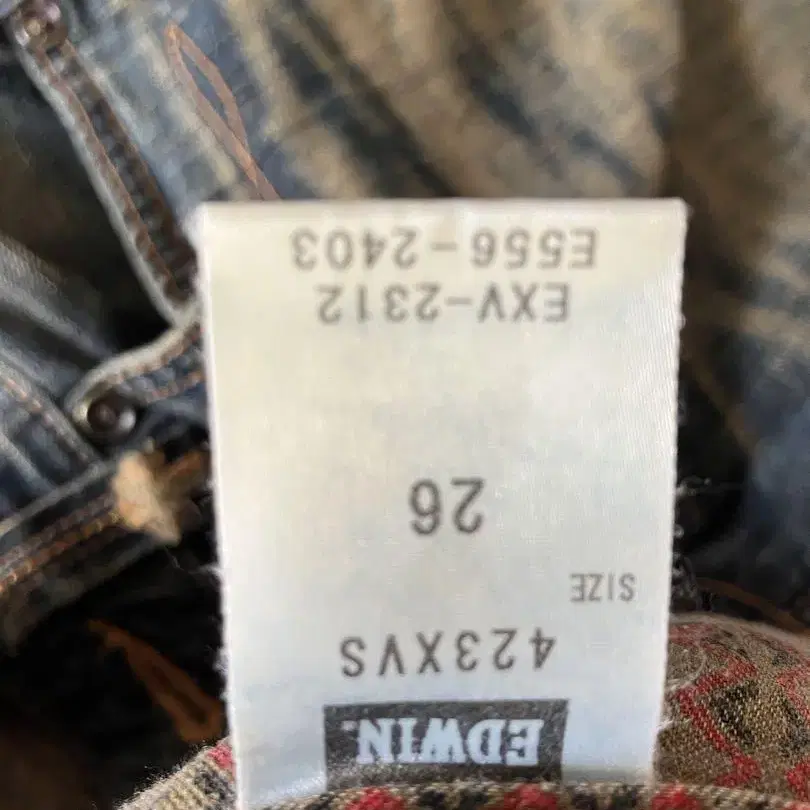 EDWIN.
423XVS
SIZE
26
EXV-2312
E556-2403